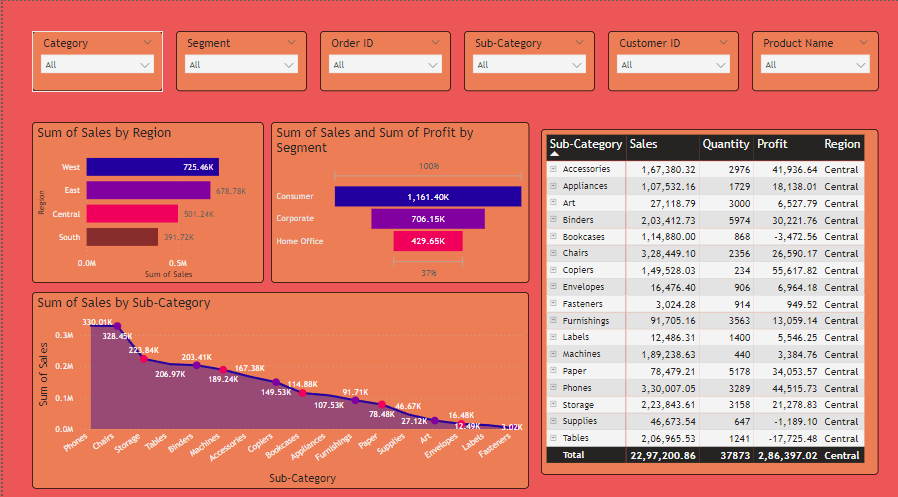 Category Segment Order ID Sub-Category Customer ID Product Name
All All All All All All
Sum of Sales by Region
West 725.46K
East 678.78K
Central 501.24K
South 391.72K
Region
0.0M 0.5M
Sum of Sales
Sum of Sales and Sum of Profit by
Segment
100%
Consumer 1,161.40K
Corporate 706.15K
Home Office 429.65K
37%
Sub-Category Sales Quantity Profit Region
Accessories 1,67,380.32 2976 41,936.64 Central
Appliances 1,07,532.16 1729 18,138.01 Central
Art 27,118.79 3000 6,527.79 Central
Binders 2,03,412.73 5974 30,221.76 Central
Bookcases 1,14,880.00 868 -3,472.56 Central
Chairs 3,28,449.10 2356 26,590.17 Central
Copiers 1,49,528.03 234 55,617.82 Central
Envelopes 16,476.40 906 6,964.18 Central
Fasteners 3,024.28 914 949.52 Central
Furnishings 91,705.16 3563 13,059.14 Central
Labels 12,486.31 1400 5,546.25 Central
Machines 1,89,238.63 440 3,384.76 Central
Paper 78,479.21 5178 34,053.57 Central
Phones 3,30,007.05 3289 44,515.73 Central
Storage 2,23,843.61 3158 21,278.83 Central
Supplies 46,673.54 647 -1,189.10 Central
Tables 2,06,965.53 1241 -17,725.48 Central
Total 22,97,200.86 37873 2,86,397.02 Central
Sum of Sales by Sub-Category
Sum of Sales
0.3M
0.2M
0.1M
0.0M
330.01K
328.45K
223.84K
206.97K
203.41K
189.24K
167.38K
149.53K
114.88K
107.53K
91.71K
78.48K
46.67K
27.12K
16.48K
12.49K
3.02K
Phones Chairs Storage Tables Binders Machines Accessories Copiers Bookcases Appliances Furnishings Paper Supplies Art Envelopes Labels Fasteners
Sub-Category